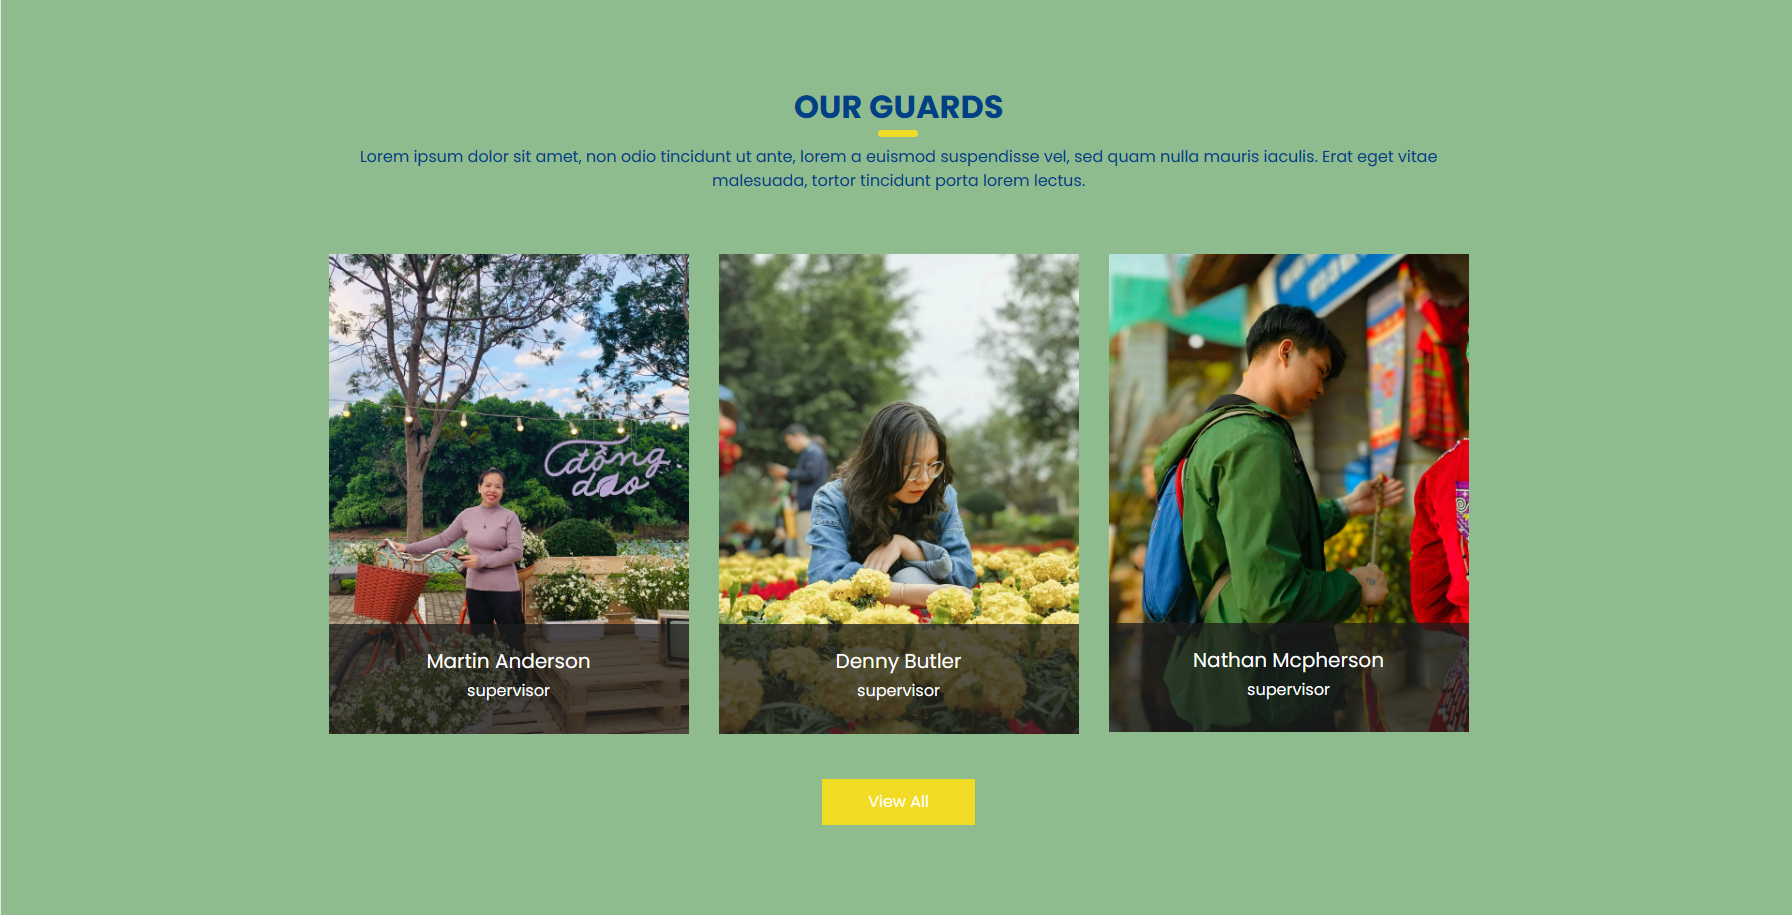 OUR GUARDS
Lorem ipsum dolor sit amet, non odio tincidunt ut ante, lorem a euismod suspendisse vel, sed quam nulla mauris iaculis. Erat eget vitae
malesuada, tortor tincidunt porta lorem lectus.
đồng
dao
Martin Anderson
supervisor
Denny Butler
supervisor
Nathan Mcpherson
supervisor
View All